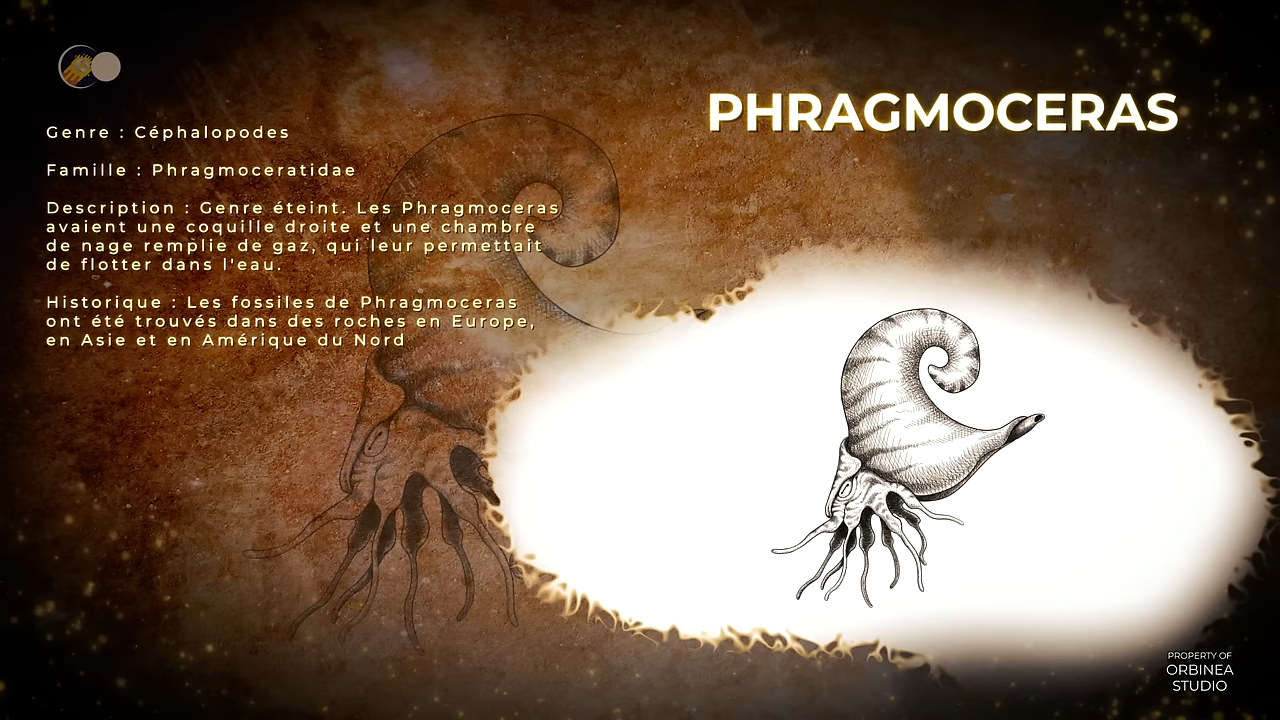 PHRAGMOCERAS
Genre : Céphalopodes
Famille : Phragmoceratidae
Description : Genre éteint. Les Phragmoceras
avaient une coquille droite et une chambre
de nage remplie de gaz, qui leur permettait
de flotter dans l'eau.
Historique : Les fossiles de Phragmoceras
ont été trouvés dans des roches en Europe,
en Asie et en Amérique du Nord
PROPERTY OF
ORBINEA
STUDIO